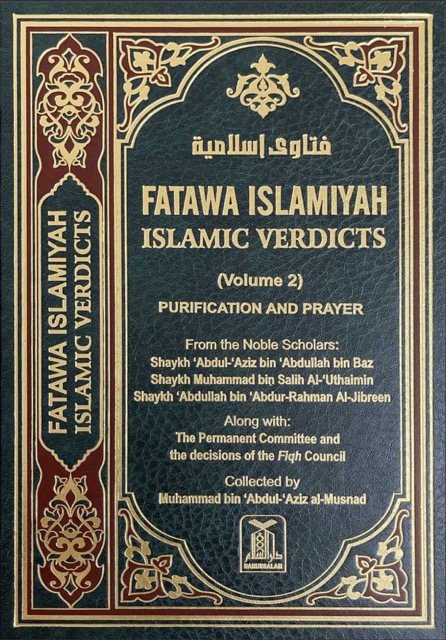 فتاوى إسلامية
FATAWA ISLAMIYAH
ISLAMIC VERDICTS
(Volume 2)
PURIFICATION AND PRAYER
From the Noble Scholars:
Shaykh ‘Abdul-‘Aziz bin ‘Abdullah bin Baz
Shaykh Muhammad bin Salih Al-‘Uthaimin
Shaykh ‘Abdullah bin ‘Abdur-Rahman Al-Jibreen
Along with:
The Permanent Committee and
the decisions of the Fiqh Council
Collected by
Muhammad bin ‘Abdul-‘Aziz al-Musnad
دارالسلام
DARUSSALAM
FATAWA ISLAMIYAH
ISLAMIC VERDICTS